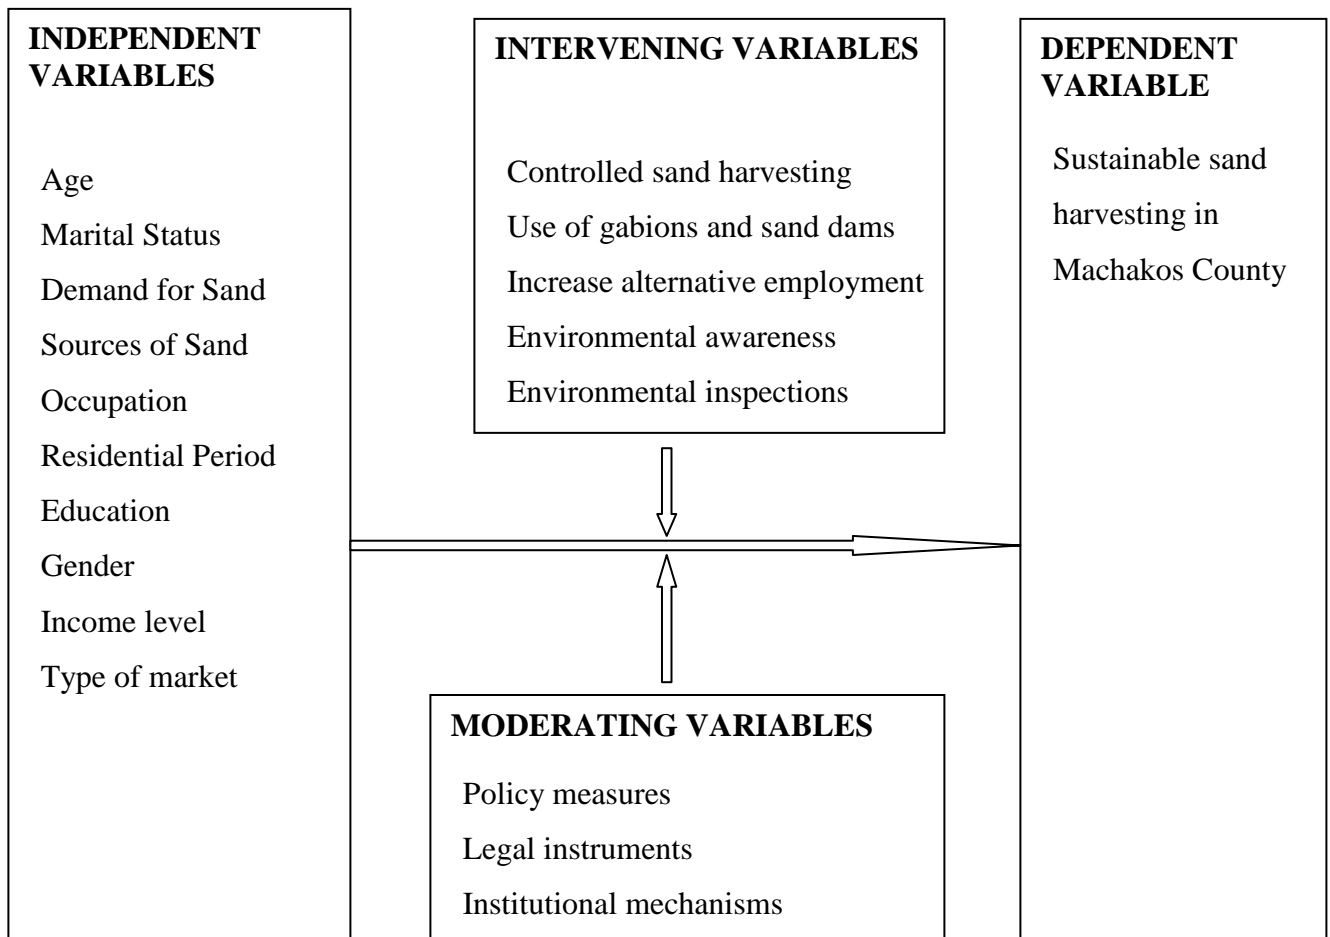 INDEPENDENT
VARIABLES
Age
Marital Status
Demand for Sand
Sources of Sand
Occupation
Residential Period
Education
Gender
Income level
Type of market
INTERVENING VARIABLES
Controlled sand harvesting
Use of gabions and sand dams
Increase alternative employment
Environmental awareness
Environmental inspections
MODERATING VARIABLES
Policy measures
Legal instruments
Institutional mechanisms
DEPENDENT
VARIABLE
Sustainable sand
harvesting in
Machakos County